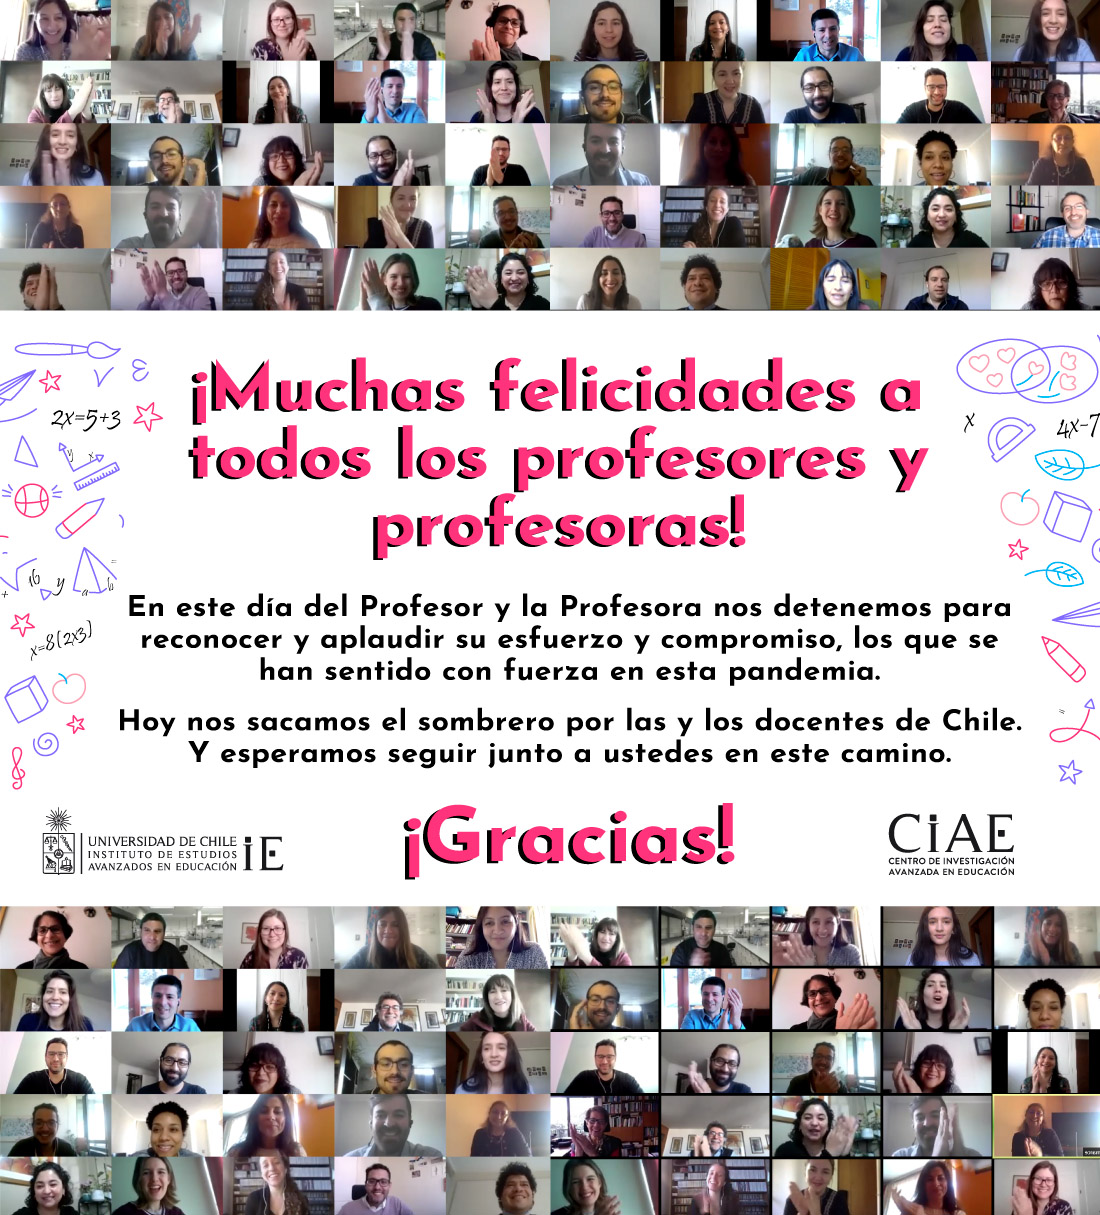 ¡Muchas felicidades a
todos los profesores y
profesoras!
2x=5+3
x
4x-7
y
x
16
y
a
b
x=8(2x3)
En este día del Profesor y la Profesora nos detenemos para
reconocer y aplaudir su esfuerzo y compromiso, los que se
han sentido con fuerza en esta pandemia.
Hoy nos sacamos el sombrero por las y los docentes de Chile.
Y esperamos seguir junto a ustedes en este camino.
¡Gracias!
UNIVERSIDAD DE CHILE
INSTITUTO DE ESTUDIOS
AVANZADOS EN EDUCACIÓN
iE
CiAE
CENTRO DE INVESTIGACIÓN
AVANZADA EN EDUCACIÓN